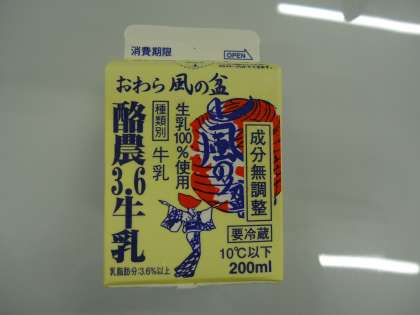 消費期限
OPEN
おわら 風の盆
酪農3.6牛乳
種類別 牛乳
生乳100%使用
風の盆
成分無調整
要冷蔵
10℃以下
200ml
乳脂肪分:3.6%以上